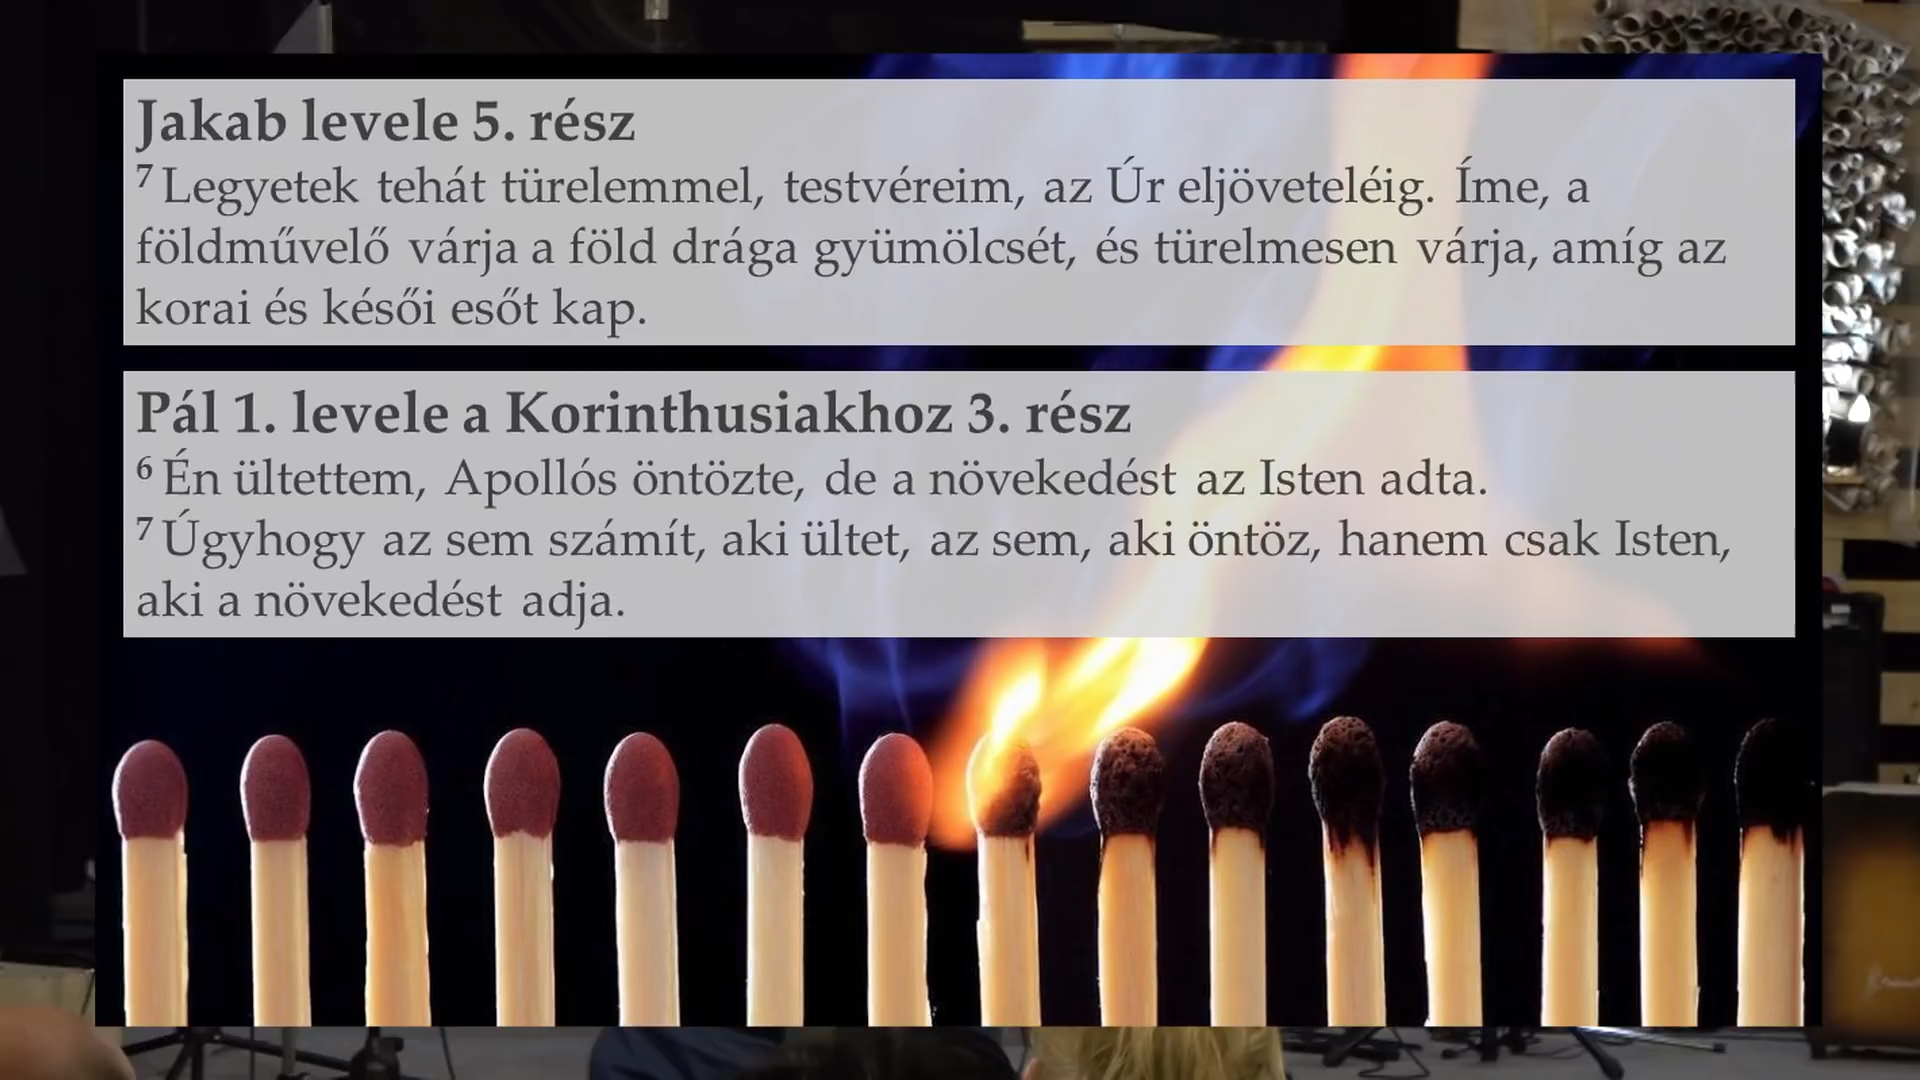 Jakab levele 5. rész
⁷ Legyetek tehát türelemmel, testvéreim, az Úr eljöveteléig. Íme, a
földművelő várja a föld drága gyümölcsét, és türelmesen várja, amíg az
korai és késői esőt kap.
Pál 1. levele a Korinthusiakhoz 3. rész
⁶ Én ültettem, Apollós öntözte, de a növekedést az Isten adta.
⁷ Úgyhogy az sem számít, aki ültet, az sem, aki öntöz, hanem csak Isten,
aki a növekedést adja.